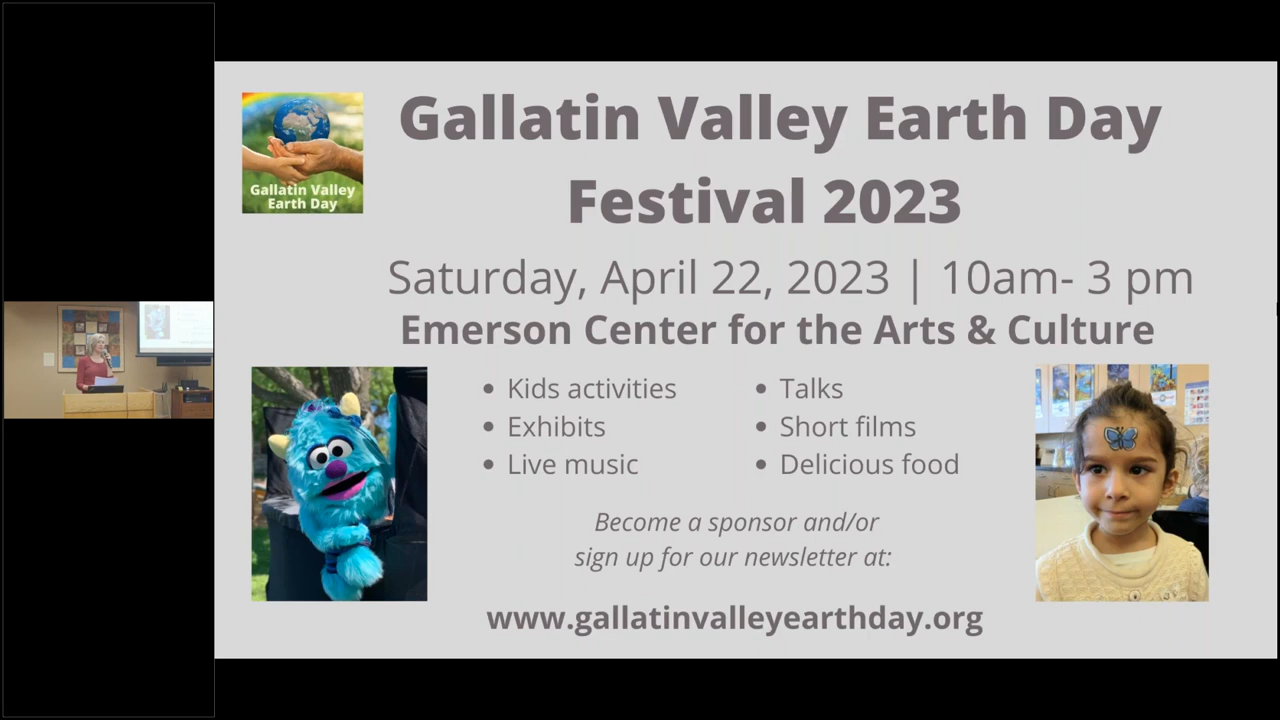 Gallatin Valley Earth Day
Festival 2023
Gallatin Valley
Earth Day
Saturday, April 22, 2023 | 10am- 3 pm
Emerson Center for the Arts & Culture
• Kids activities
• Exhibits
• Live music
• Talks
• Short films
• Delicious food
Become a sponsor and/or
sign up for our newsletter at:
www.gallatinvalleyearthday.org